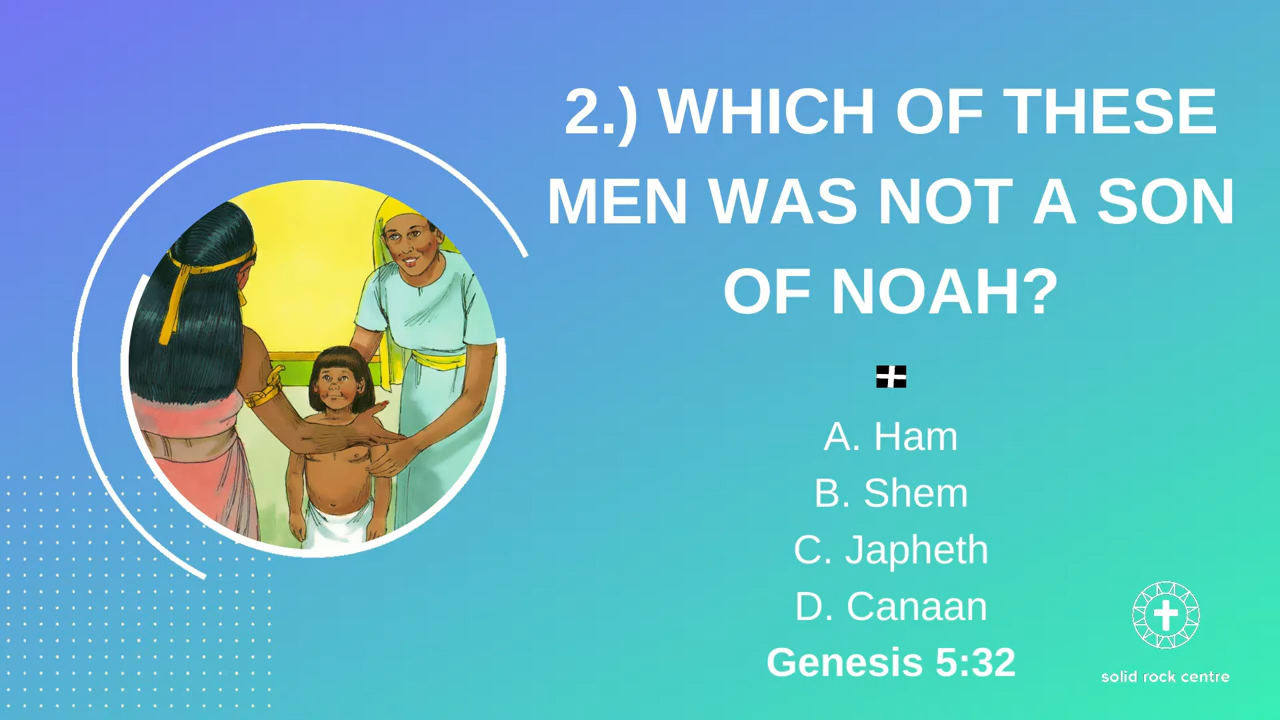 2.) WHICH OF THESE
MEN WAS NOT A SON
OF NOAH?
A. Ham
B. Shem
C. Japheth
D. Canaan
Genesis 5:32
solid rock centre